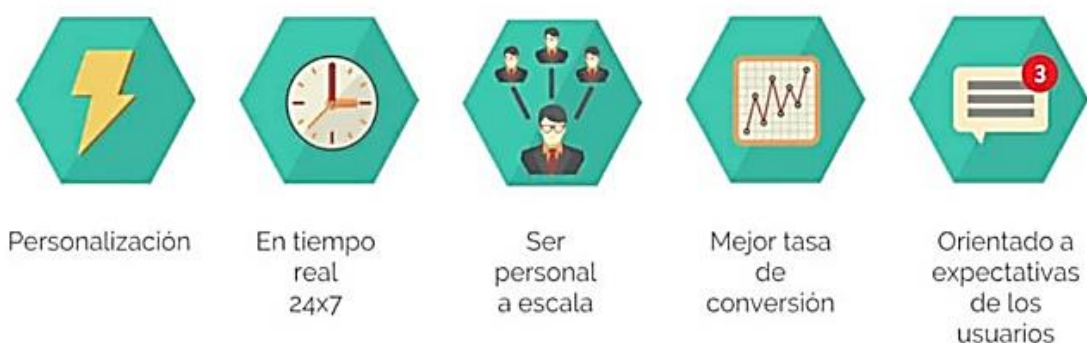 3
Personalización
En tiempo
real
24x7
Ser
personal
a escala
Mejor tasa
de
conversión
Orientado a
expectativas
de los
usuarios